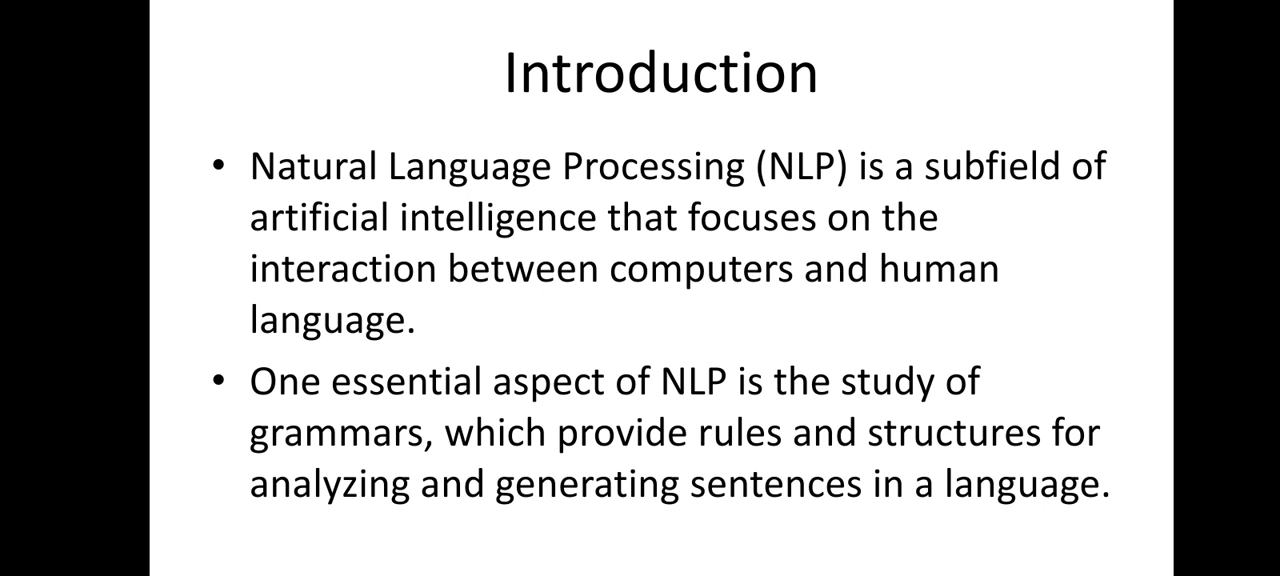 Introduction
• Natural Language Processing (NLP) is a subfield of
artificial intelligence that focuses on the
interaction between computers and human
language.
• One essential aspect of NLP is the study of
grammars, which provide rules and structures for
analyzing and generating sentences in a language.